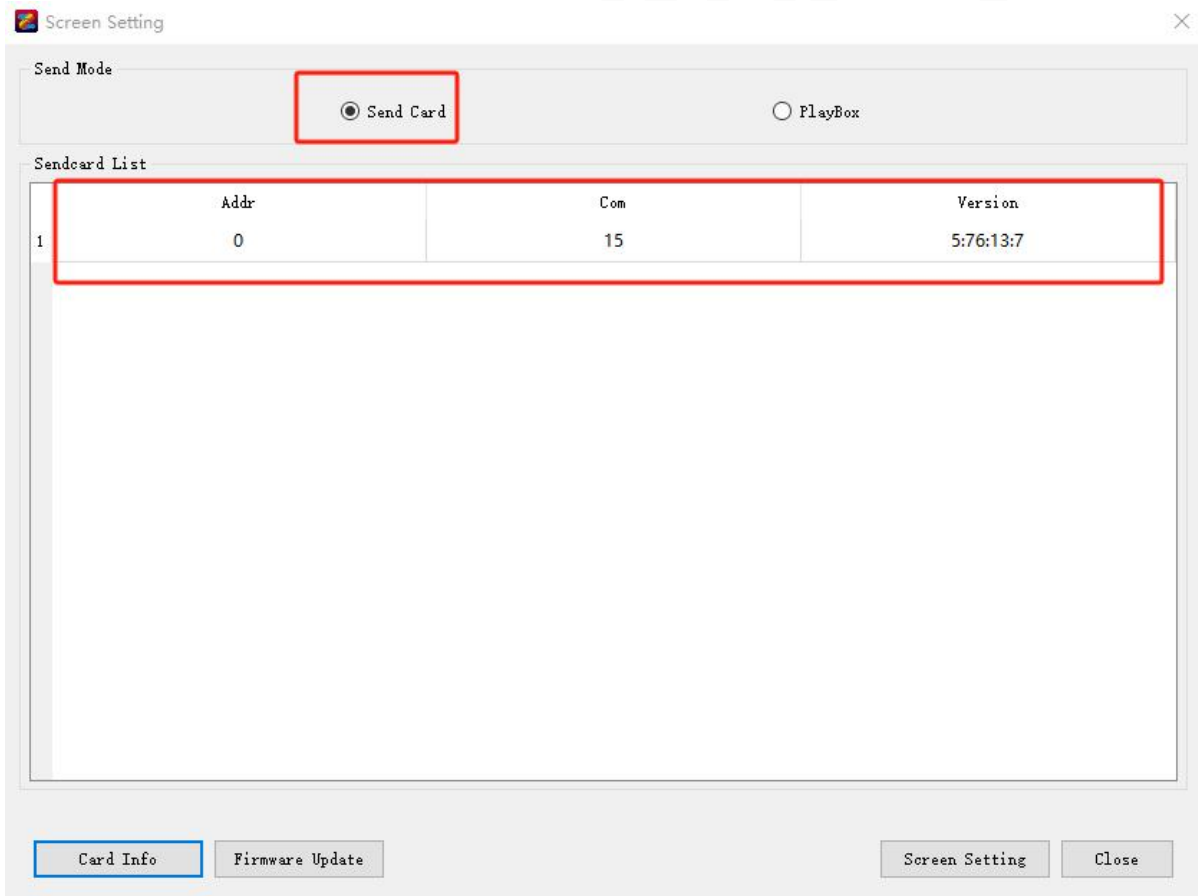 Screen Setting
Send Mode
Send Card
PlayBox
Sendcard List
Addr Com Version
1 0 15 5:76:13:7
Card Info Firmware Update Screen Setting Close